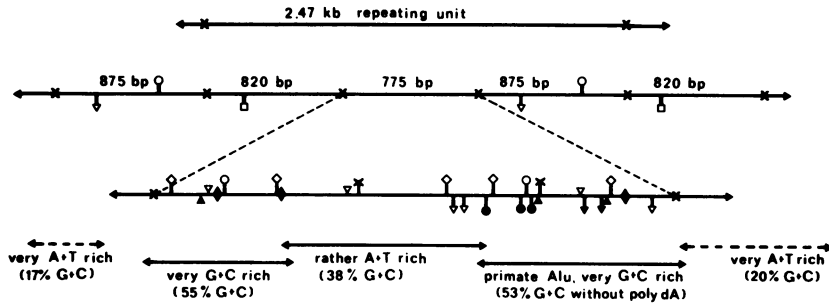 2.47 kb repeating unit
875 bp 820 bp 775 bp 875 bp 820 bp
very A+T rich
(17% G+C)
very G+C rich
(55% G+C)
rather A+T rich
(38% G+C)
primate Alu, very G+C rich
(53% G+C without poly dA)
very A+T rich
(20% G+C)